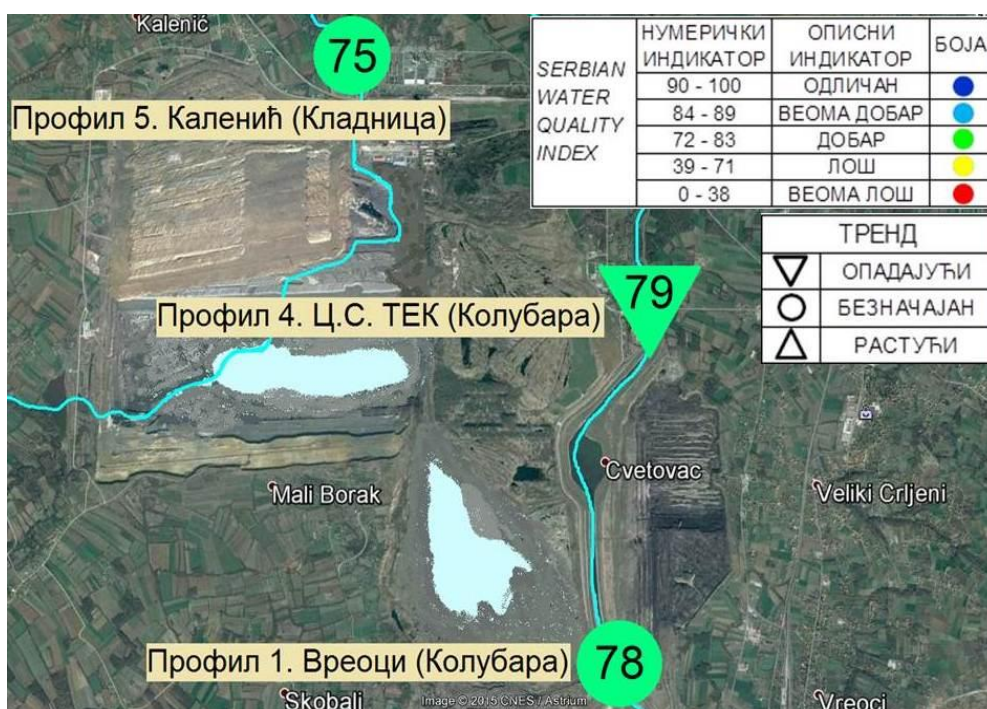 Kalenić
75
Профил 5. Каленић (Кладница)
SERBIAN WATER QUALITY INDEX
НУМЕРИЧКИ ИНДИКАТОР
ОПИСНИ ИНДИКАТОР
БОЈА
90 - 100 ОДЛИЧАН
84 - 89 ВЕОМА ДОБАР
72 - 83 ДОБАР
39 - 71 ЛОШ
0 - 38 ВЕОМА ЛОШ
ТРЕНД
ОПАДАЈУЋИ
БЕЗНАЧАЈАН
РАСТУЋИ
79
Профил 4. Ц.С. ТЕК (Колубара)
Cvetovac
Mali Borak
Veliki Crljeni
Профил 1. Вреоци (Колубара)
78
Skobalj
Image © 2015 CNES / Astrium
Vreoci